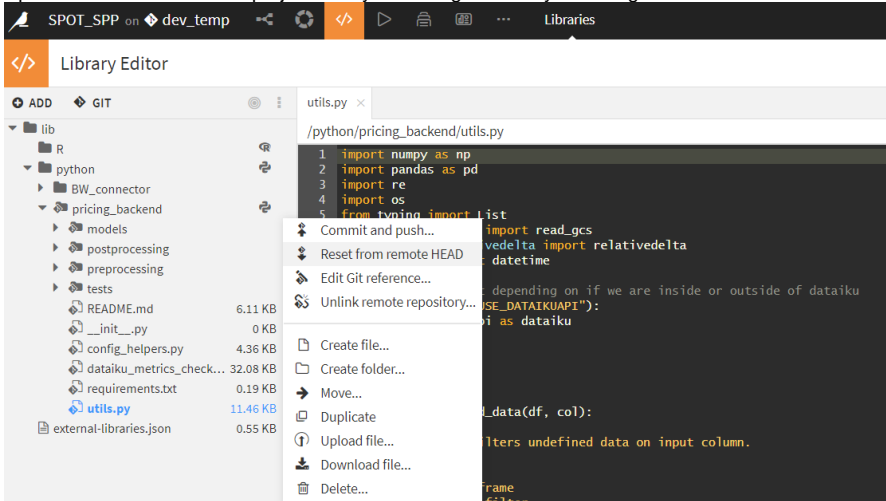 SPOT_SPP on dev_temp
Libraries
Library Editor
ADD GIT
utils.py ×
/python/pricing_backend/utils.py
lib
R
python
BW_connector
pricing_backend
models
postprocessing
preprocessing
tests
README.md 6.11 KB
__init__.py 0 KB
config_helpers.py 4.36 KB
dataiku_metrics_check... 32.08 KB
requirements.txt 0.19 KB
utils.py 11.46 KB
external-libraries.json 0.55 KB
1 import numpy as np
2 import pandas as pd
3 import re
4 import os
5 from typing import List
import read_gcs
vedelta import relativedelta
datetime
depending on if we are inside or outside of dataiku
USE_DATAIKUAPI"):
pi as dataiku
d_data(df, col):
ilters undefined data on input column.
frame
Commit and push...
Reset from remote HEAD
Edit Git reference...
Unlink remote repository...
Create file...
Create folder...
Move...
Duplicate
Upload file...
Download file...
Delete...